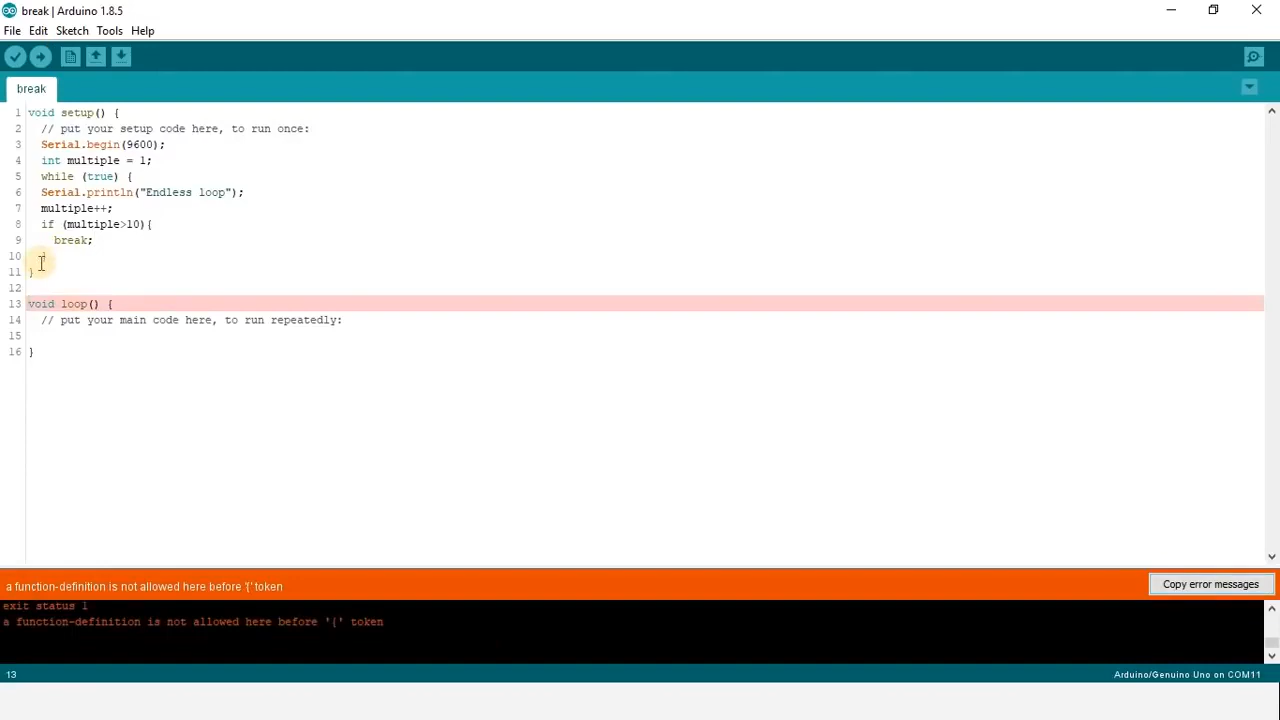 break | Arduino 1.8.5
File Edit Sketch Tools Help
break
1 void setup() {
2 // put your setup code here, to run once:
3 Serial.begin(9600);
4 int multiple = 1;
5 while (true) {
6 Serial.println("Endless loop");
7 multiple++;
8 if (multiple>10){
9 break;
10 }
11 }
12
13 void loop() {
14 // put your main code here, to run repeatedly:
15
16 }
a function-definition is not allowed here before '{' token
Copy error messages
exit status 1
a function-definition is not allowed here before '{' token
13 Arduino/Genuino Uno on COM11